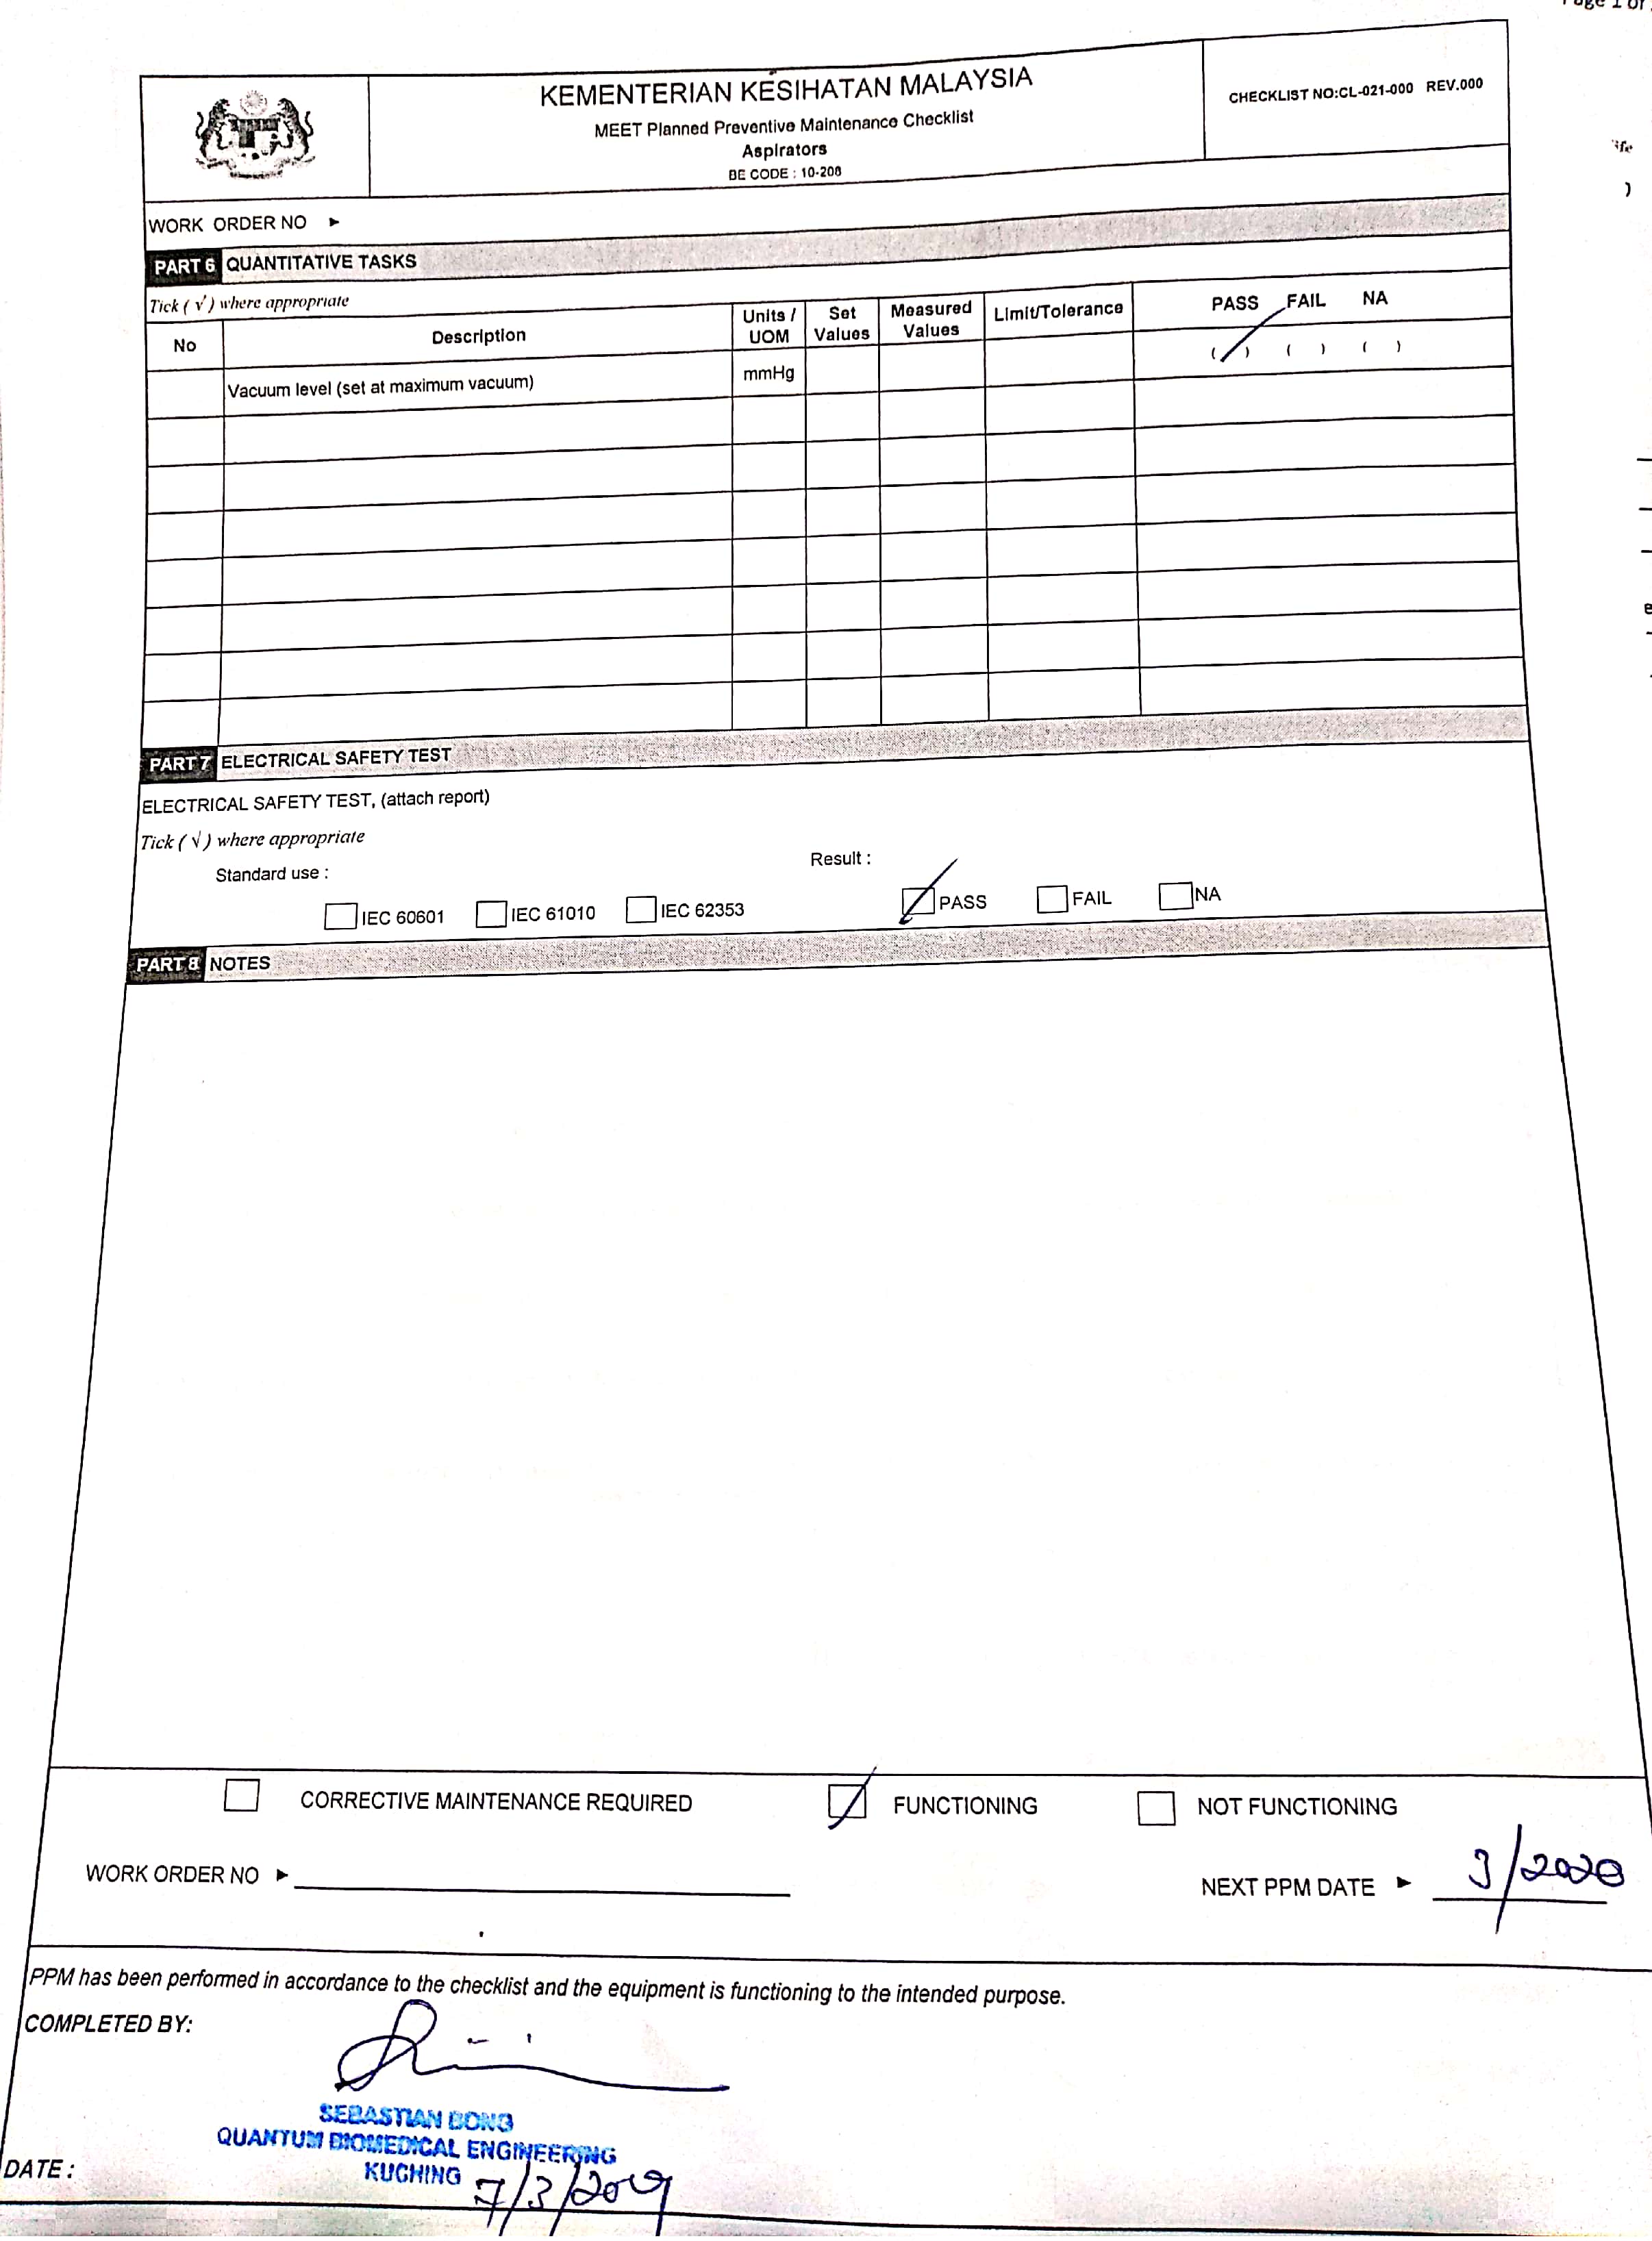 Page 1 of
KEMENTERIAN KESIHATAN MALAYSIA
MEET Planned Preventive Maintenance Checklist
Aspirators
BE CODE : 10-208
CHECKLIST NO:CL-021-000 REV.000
WORK ORDER NO ►
PART 6 QUANTITATIVE TASKS
Tick ( √ ) where appropriate
No Description Units / UOM Set Values Measured Values Limit/Tolerance PASS FAIL NA
Vacuum level (set at maximum vacuum) mmHg ( / ) ( ) ( )
PART 7 ELECTRICAL SAFETY TEST
ELECTRICAL SAFETY TEST, (attach report)
Tick ( √ ) where appropriate
Standard use : Result :
IEC 60601 IEC 61010 IEC 62353 PASS FAIL NA
PART 8 NOTES
CORRECTIVE MAINTENANCE REQUIRED FUNCTIONING NOT FUNCTIONING
WORK ORDER NO ► NEXT PPM DATE ► 3/2020
PPM has been performed in accordance to the checklist and the equipment is functioning to the intended purpose.
COMPLETED BY:
SEBASTIAN BONG
QUANTUM BIOMEDICAL ENGINEERING
KUCHING
DATE : 7/3/2019